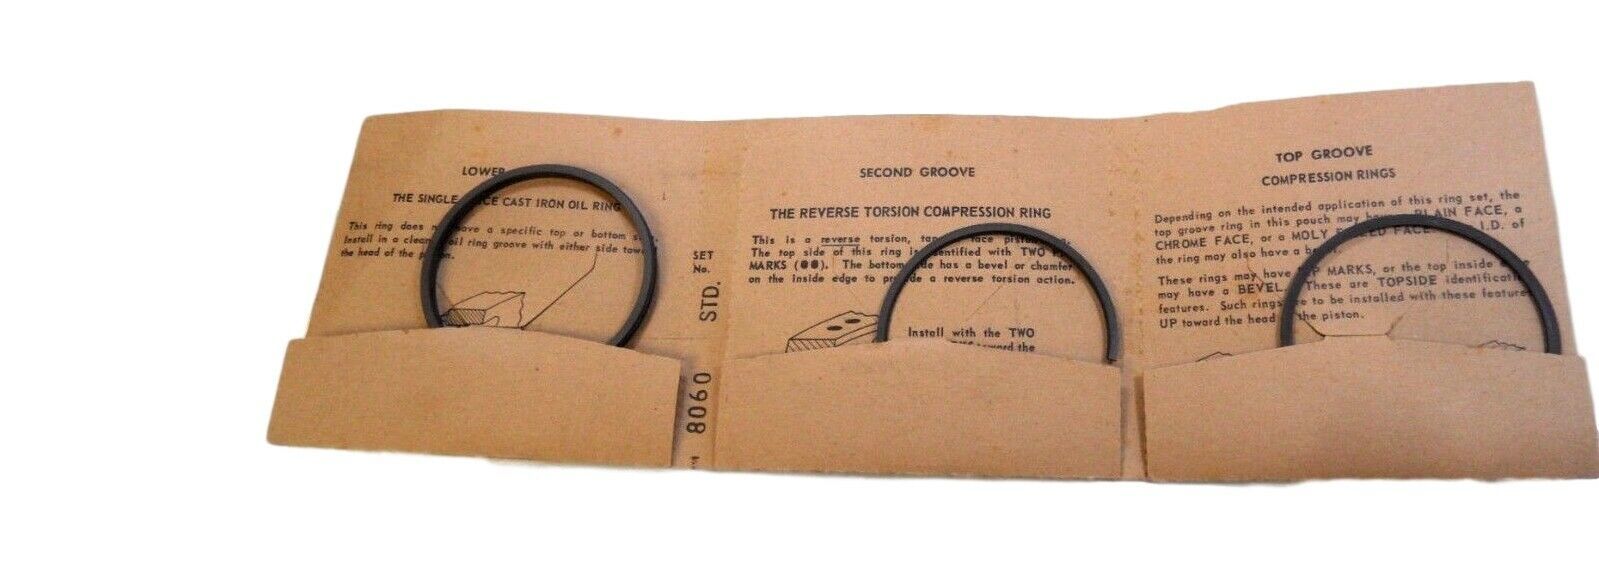 LOWER
THE SINGLE CAST IRON OIL RING
This ring does have a specific top or bottom
Install in a clean oil ring groove with either side
the head of the
SET
No.
STD.
8060
SECOND GROOVE
THE REVERSE TORSION COMPRESSION RING
This is a reverse torsion, face
The top side of this ring is identified with TWO
MARKS (●●). The bottom has a bevel or chamfer
on the inside edge to a reverse torsion action.
Install with the TWO
the
TOP GROOVE
COMPRESSION RINGS
Depending on the intended application of this ring set, the
top groove ring in this pouch may PLAIN FACE, a
CHROME FACE, or a MOLY FACE I.D. of
the ring may also have a
These rings may have MARKS, or the top inside
may have a BEVEL. These are TOPSIDE
features. Such rings to be installed with these features
UP toward the head the piston.